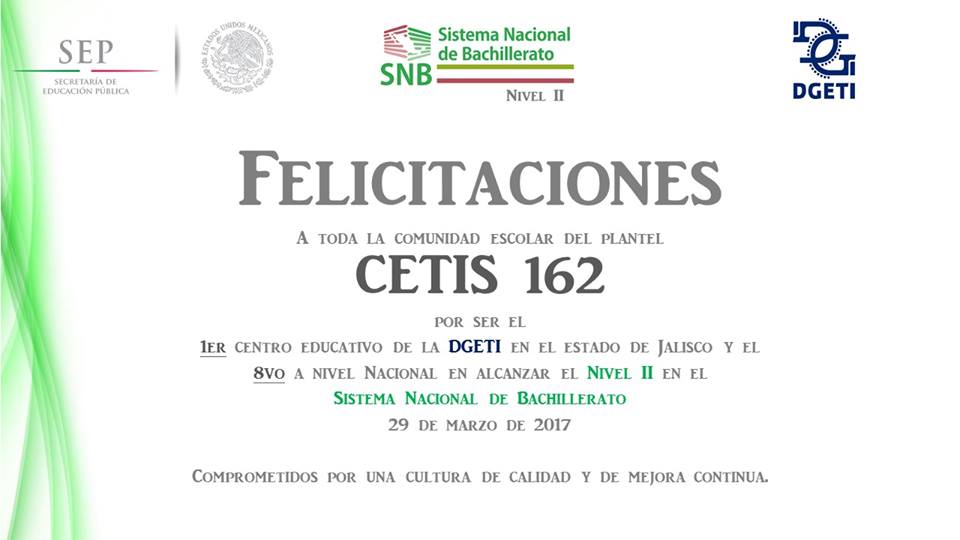 SEP
SECRETARÍA DE
EDUCACIÓN PÚBLICA
ESTADOS UNIDOS MEXICANOS
Sistema Nacional
de Bachillerato
SNB
Nivel II
DGETI
Felicitaciones
A toda la comunidad escolar del plantel
CETIS 162
por ser el
1er centro educativo de la DGETI en el estado de Jalisco y el
8vo a nivel Nacional en alcanzar el Nivel II en el
Sistema Nacional de Bachillerato
29 de marzo de 2017
Comprometidos por una cultura de calidad y de mejora continua.